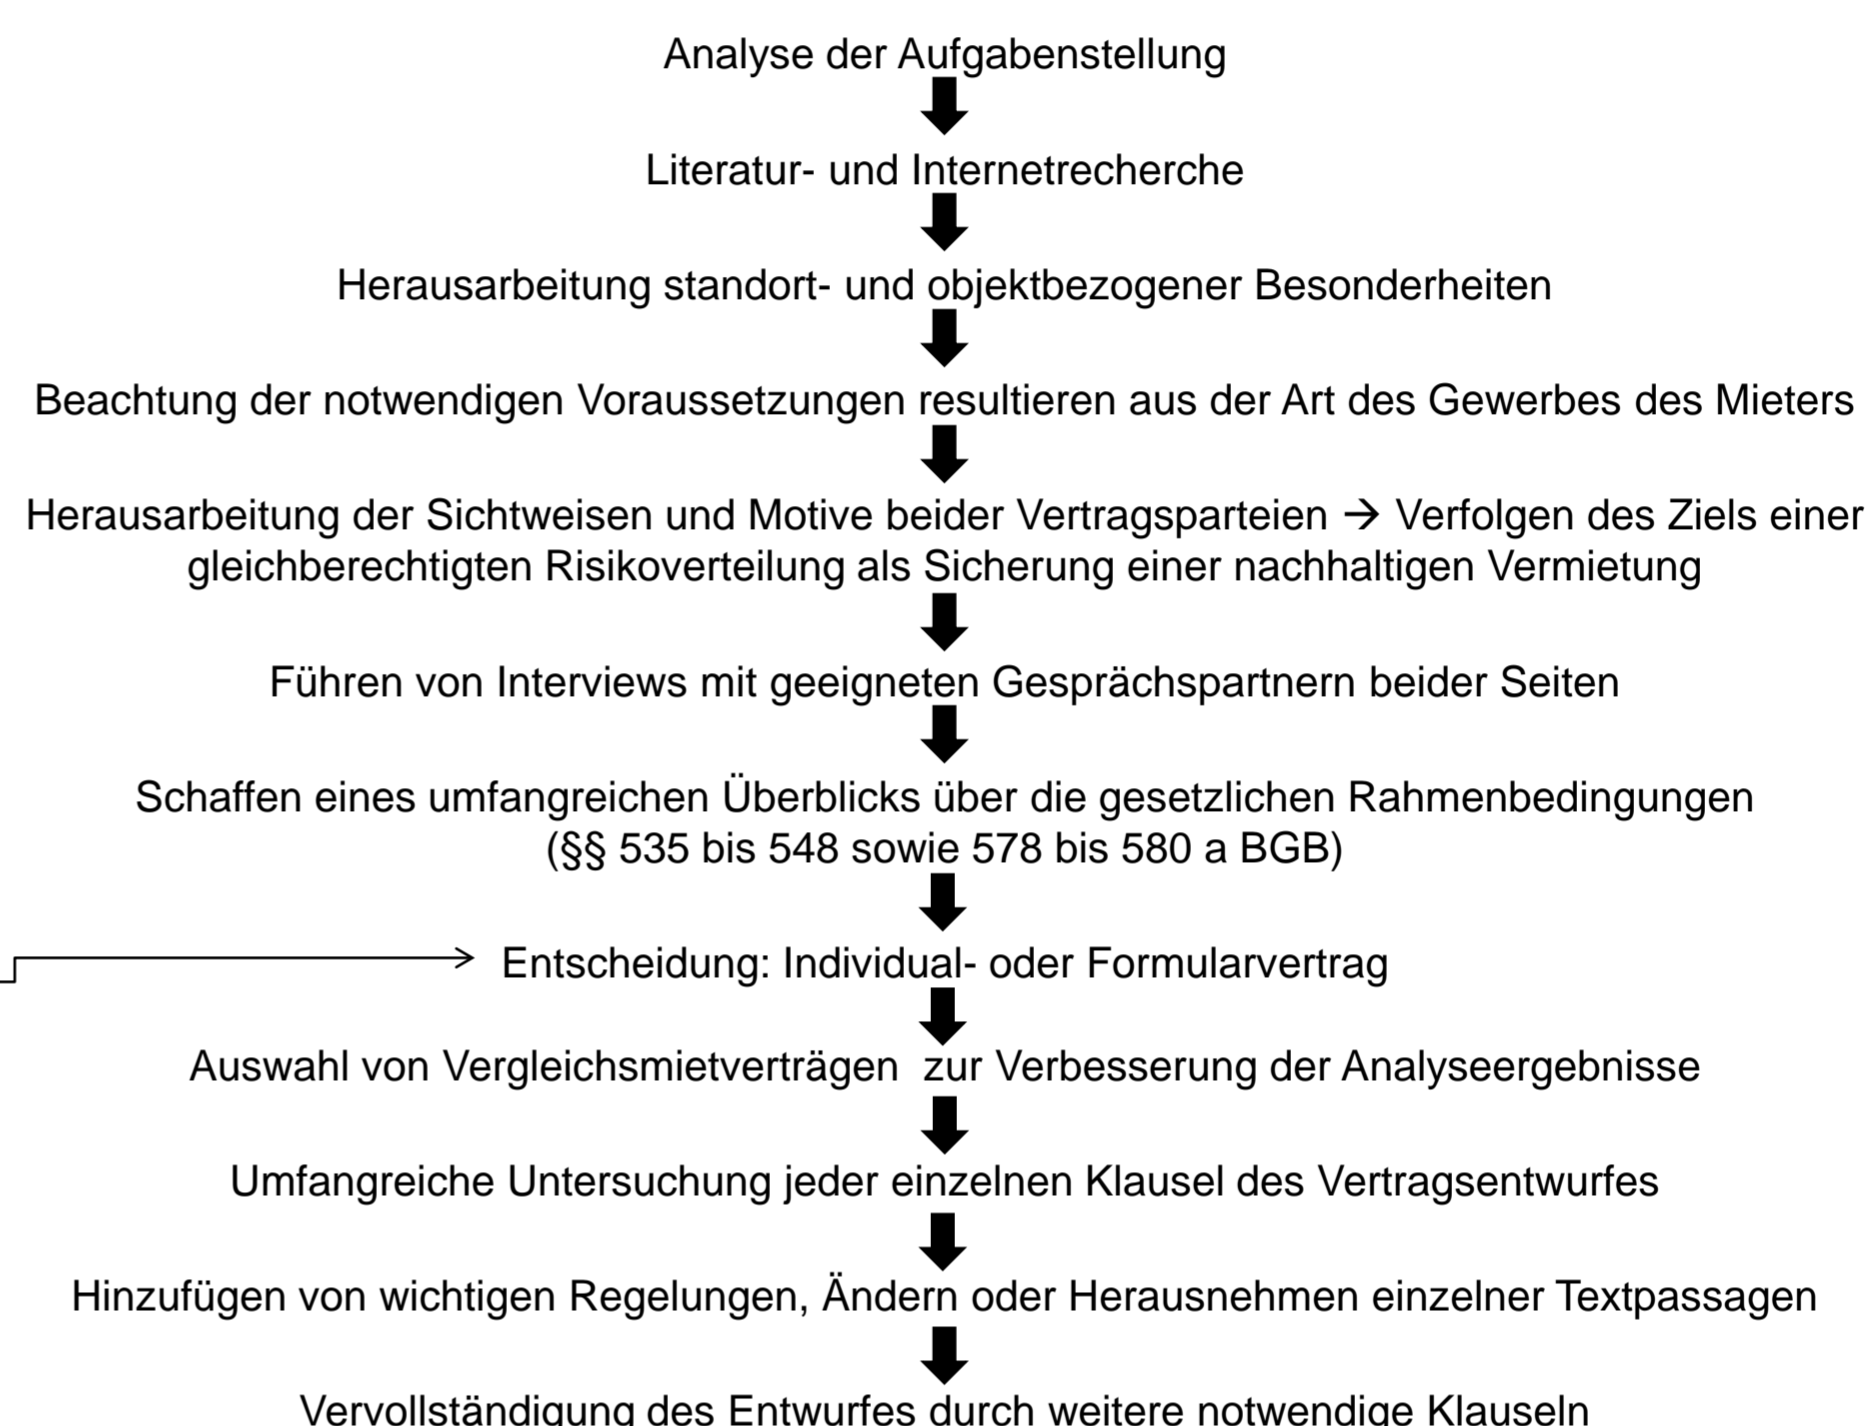 Analyse der Aufgabenstellung
Literatur- und Internetrecherche
Herausarbeitung standort- und objektbezogener Besonderheiten
Beachtung der notwendigen Voraussetzungen resultieren aus der Art des Gewerbes des Mieters
Herausarbeitung der Sichtweisen und Motive beider Vertragsparteien → Verfolgen des Ziels einer
gleichberechtigten Risikoverteilung als Sicherung einer nachhaltigen Vermietung
Führen von Interviews mit geeigneten Gesprächspartnern beider Seiten
Schaffen eines umfangreichen Überblicks über die gesetzlichen Rahmenbedingungen
(§§ 535 bis 548 sowie 578 bis 580 a BGB)
Entscheidung: Individual- oder Formularvertrag
Auswahl von Vergleichsmietverträgen  zur Verbesserung der Analyseergebnisse
Umfangreiche Untersuchung jeder einzelnen Klausel des Vertragsentwurfes
Hinzufügen von wichtigen Regelungen, Ändern oder Herausnehmen einzelner Textpassagen
Vervollständigung des Entwurfes durch weitere notwendige Klauseln